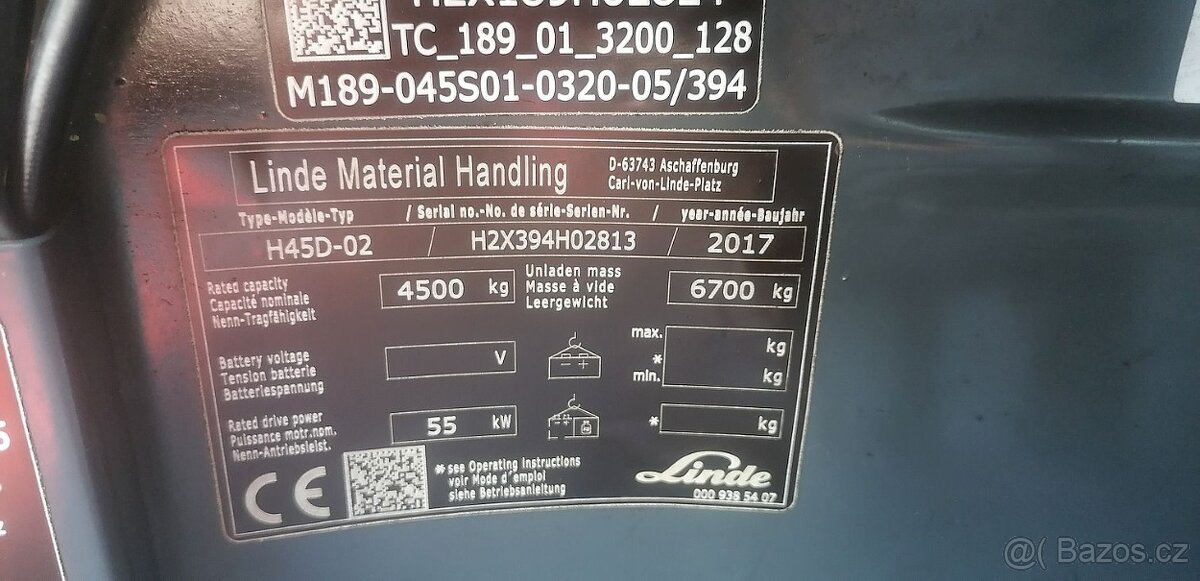 TC_189_01_3200_128
M189-045S01-0320-05/394
Linde Material Handling
D-63743 Aschaffenburg
Carl-von-Linde-Platz
Type-Modèle-Typ / Serial no.-No. de série-Serien-Nr. / year-année-Baujahr
H45D-02 / H2X394H02813 / 2017
Rated capacity
Capacité nominale
Nenn-Tragfähigkeit
4500 kg
Unladen mass
Masse à vide
Leergewicht
6700 kg
Battery voltage
Tension batterie
Batteriespannung
V
max. kg
*
min. kg
Rated drive power
Puissance motr.nom.
Nenn-Antriebsleist.
55 kW
* kg
CE
* see Operating instructions
voir Mode d'emploi
siehe Betriebsanleitung
Linde
000 938 54 07
@( Bazos.cz